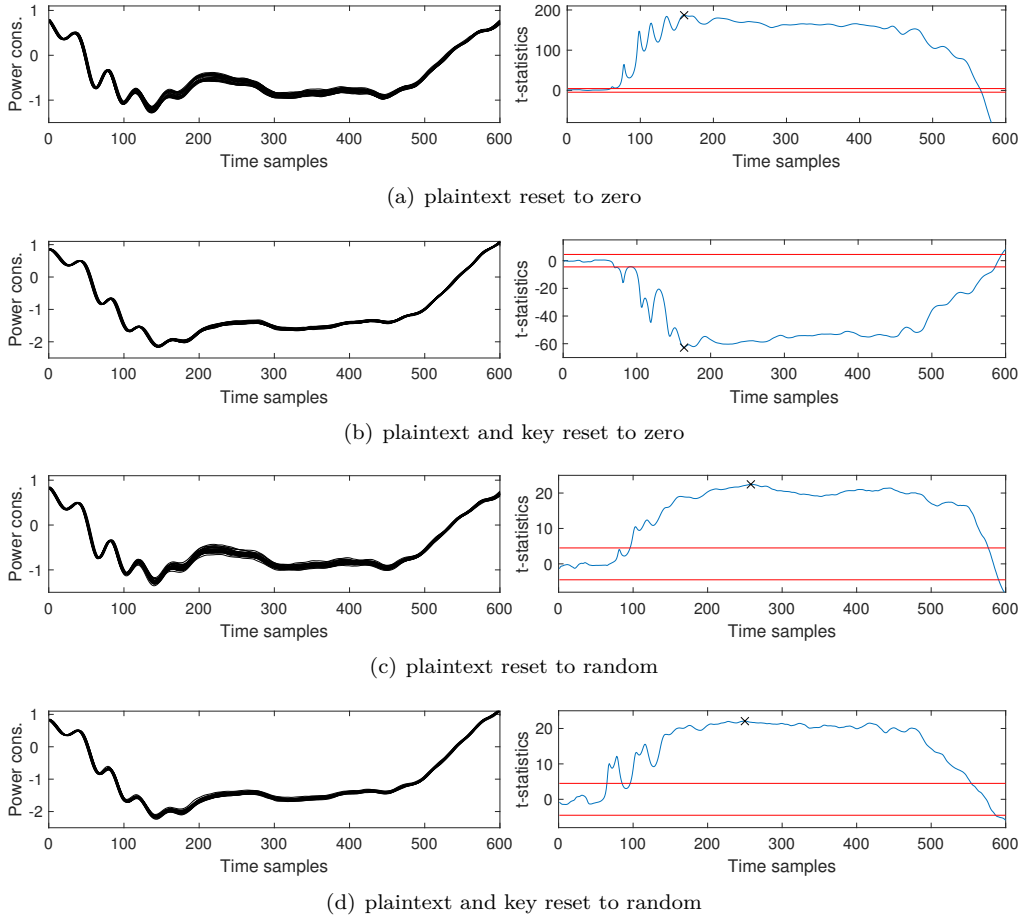 Power cons.
1
0
-1
0 100 200 300 400 500 600
Time samples
t-statistics
200
100
0
0 100 200 300 400 500 600
Time samples
(a) plaintext reset to zero
Power cons.
1
0
-1
-2
0 100 200 300 400 500 600
Time samples
t-statistics
0
-20
-40
-60
0 100 200 300 400 500 600
Time samples
(b) plaintext and key reset to zero
Power cons.
1
0
-1
0 100 200 300 400 500 600
Time samples
t-statistics
20
10
0
0 100 200 300 400 500 600
Time samples
(c) plaintext reset to random
Power cons.
1
0
-1
-2
0 100 200 300 400 500 600
Time samples
t-statistics
20
10
0
0 100 200 300 400 500 600
Time samples
(d) plaintext and key reset to random